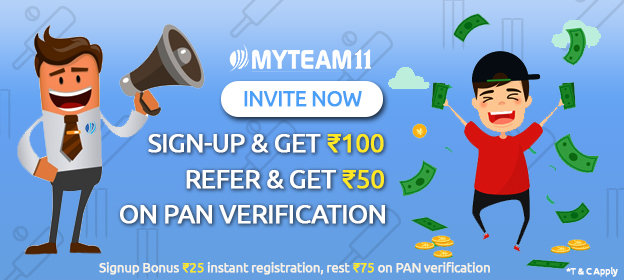 MYTEAM11
INVITE NOW
SIGN-UP & GET ₹100
REFER & GET ₹50
ON PAN VERIFICATION
Signup Bonus ₹25 instant registration, rest ₹75 on PAN verification
*T & C Apply